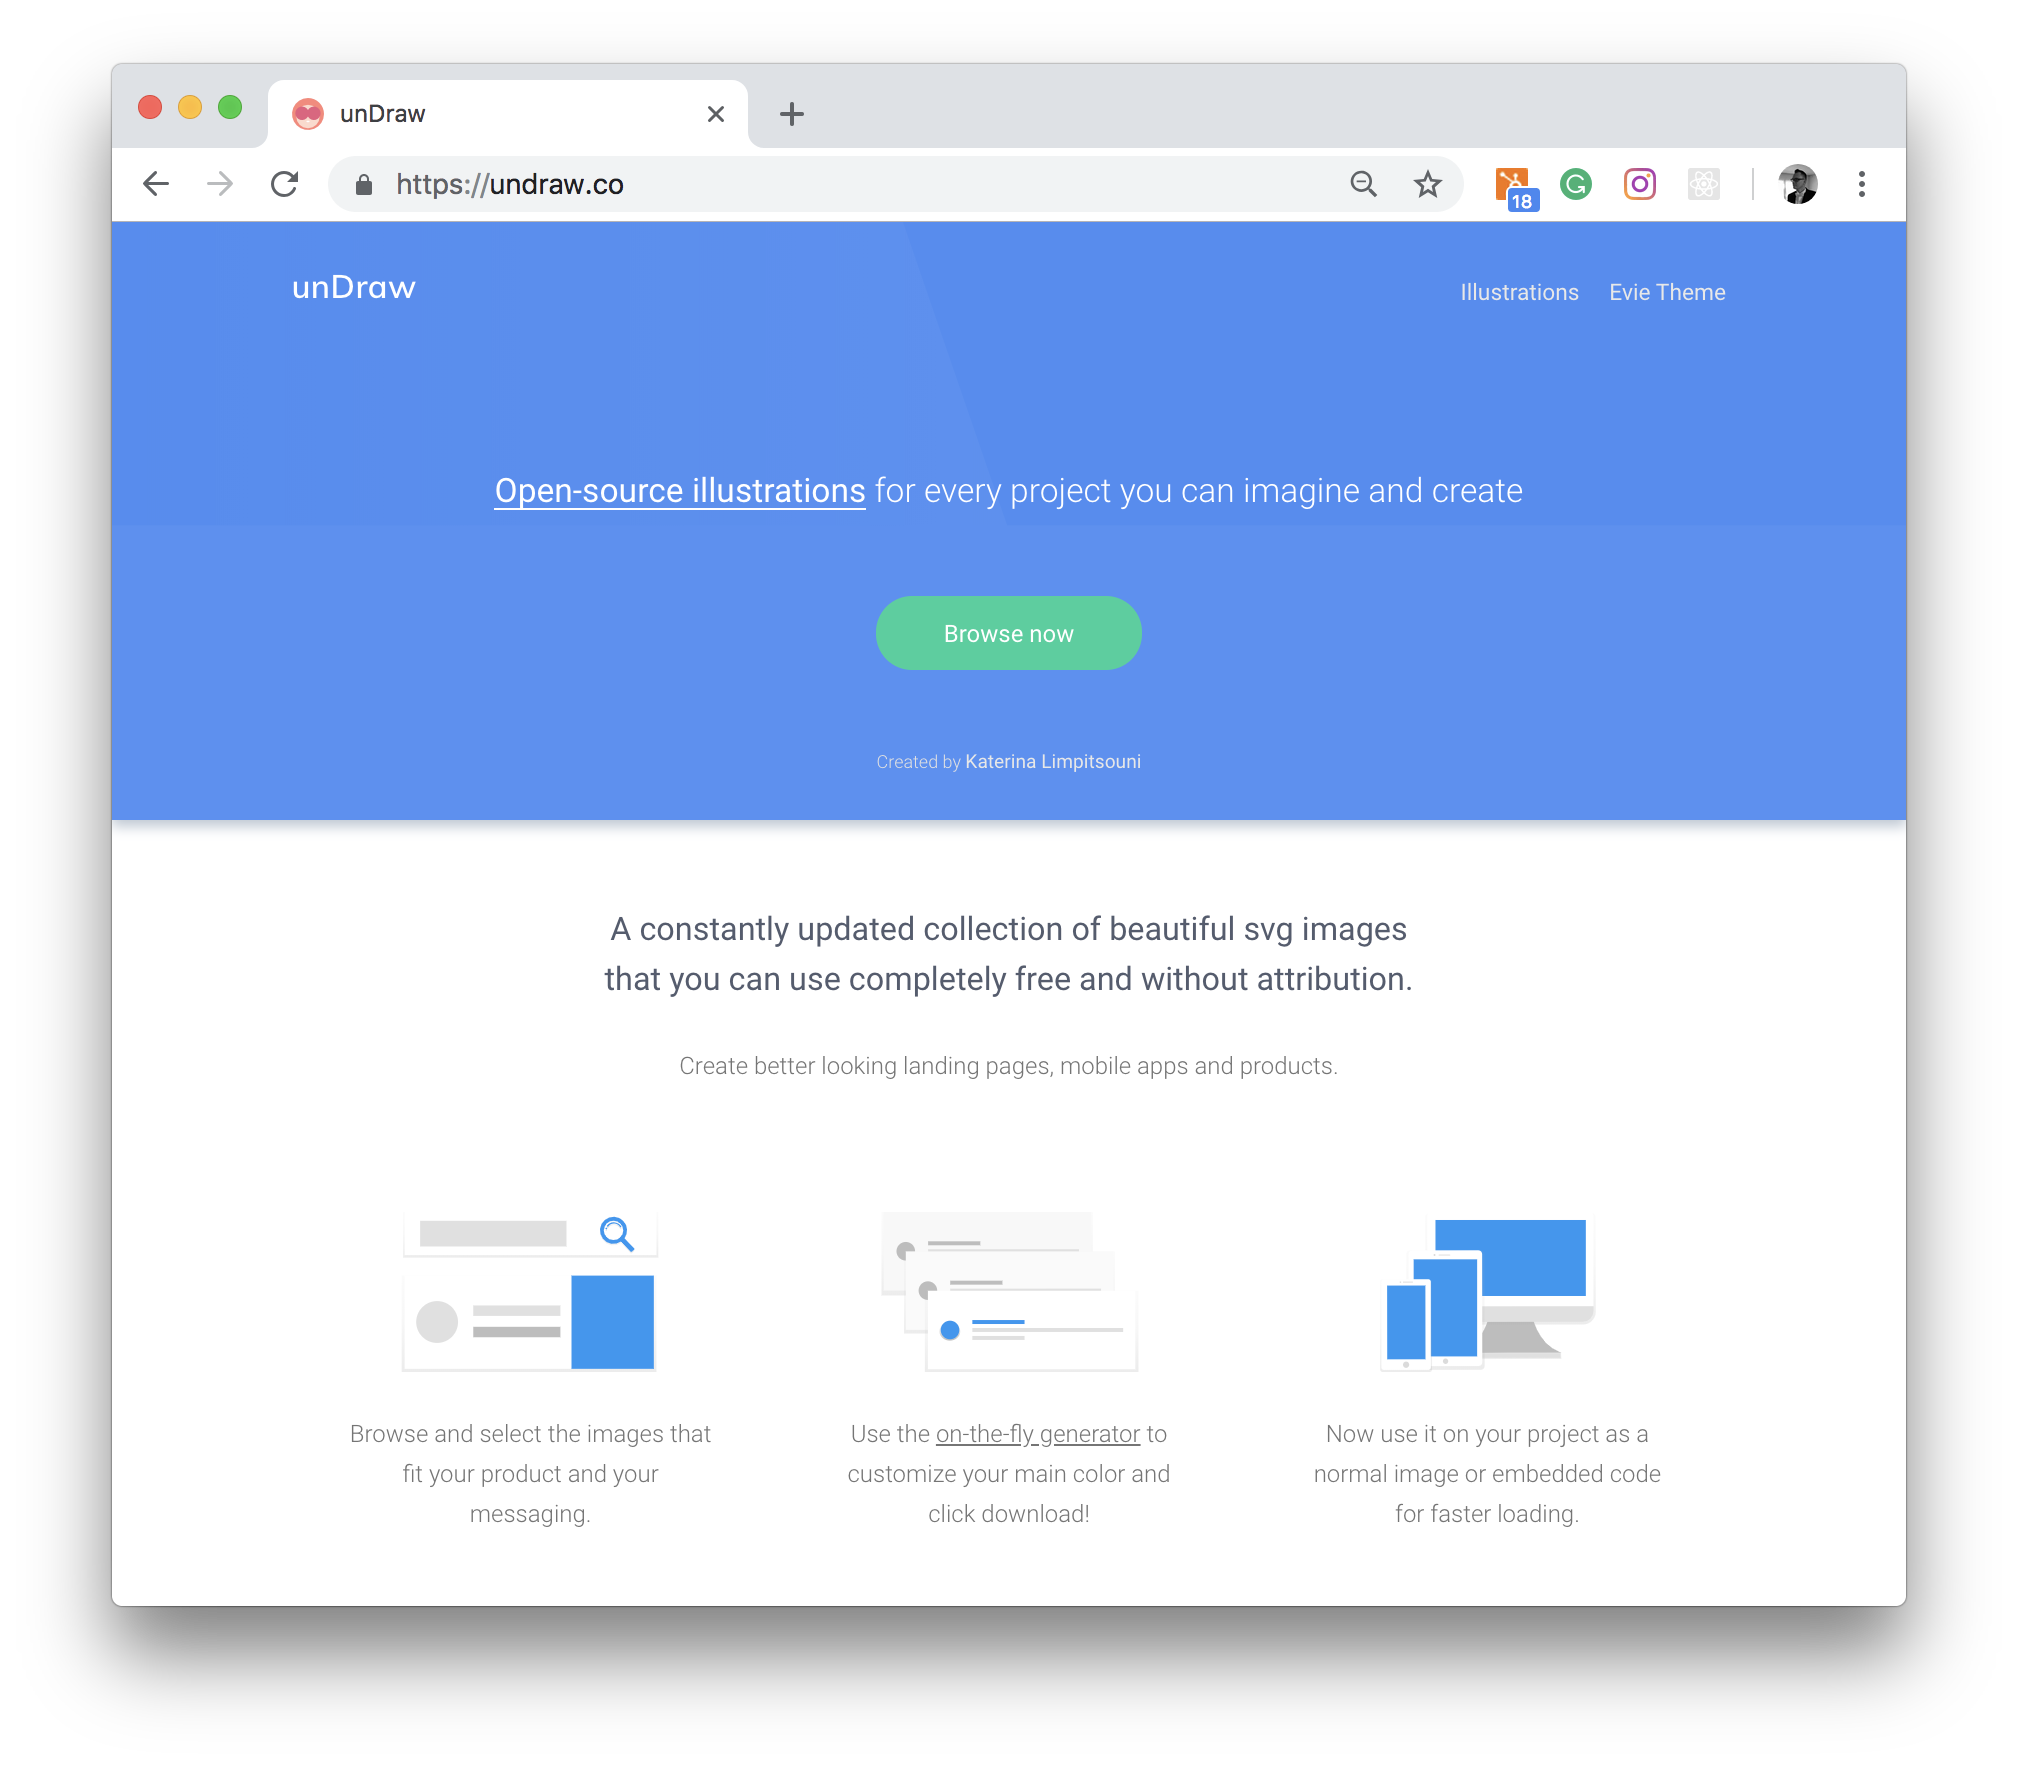 unDraw
https://undraw.co
18
unDraw
Illustrations Evie Theme
Open-source illustrations for every project you can imagine and create
Browse now
Created by Katerina Limpitsouni
A constantly updated collection of beautiful svg images
that you can use completely free and without attribution.
Create better looking landing pages, mobile apps and products.
Browse and select the images that
fit your product and your
messaging.
Use the on-the-fly generator to
customize your main color and
click download!
Now use it on your project as a
normal image or embedded code
for faster loading.